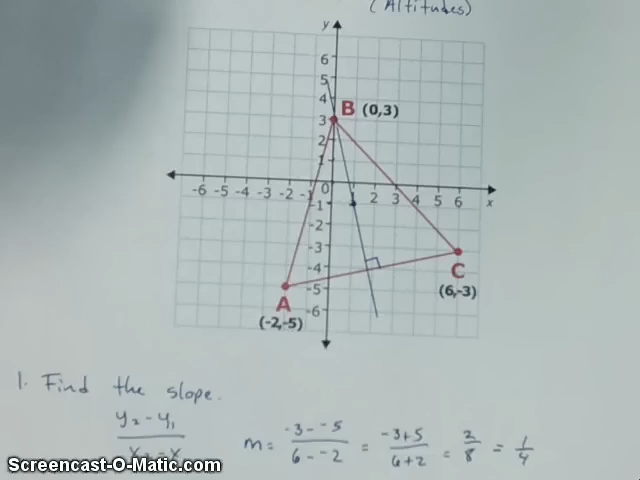 (Altitudes)
y
6
5
4
3
2
1
B (0,3)
-6 -5 -4 -3 -2 -1 0 1 2 3 4 5 6 x
-1
-2
-3
-4
-5
-6
C
(6,-3)
A
(-2,-5)
1. Find the slope.
y₂-y₁
x₂-x
m= -3--5 / 6--2 = -3+5 / 6+2 = 2/8 = 1/4
Screencast-O-Matic.com